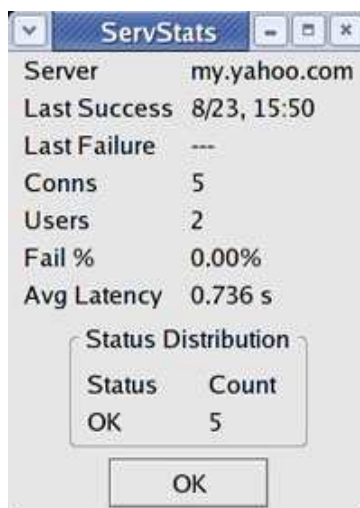 ServStats
Server my.yahoo.com
Last Success 8/23, 15:50
Last Failure ---
Conns 5
Users 2
Fail % 0.00%
Avg Latency 0.736 s
Status Distribution
Status Count
OK 5
OK